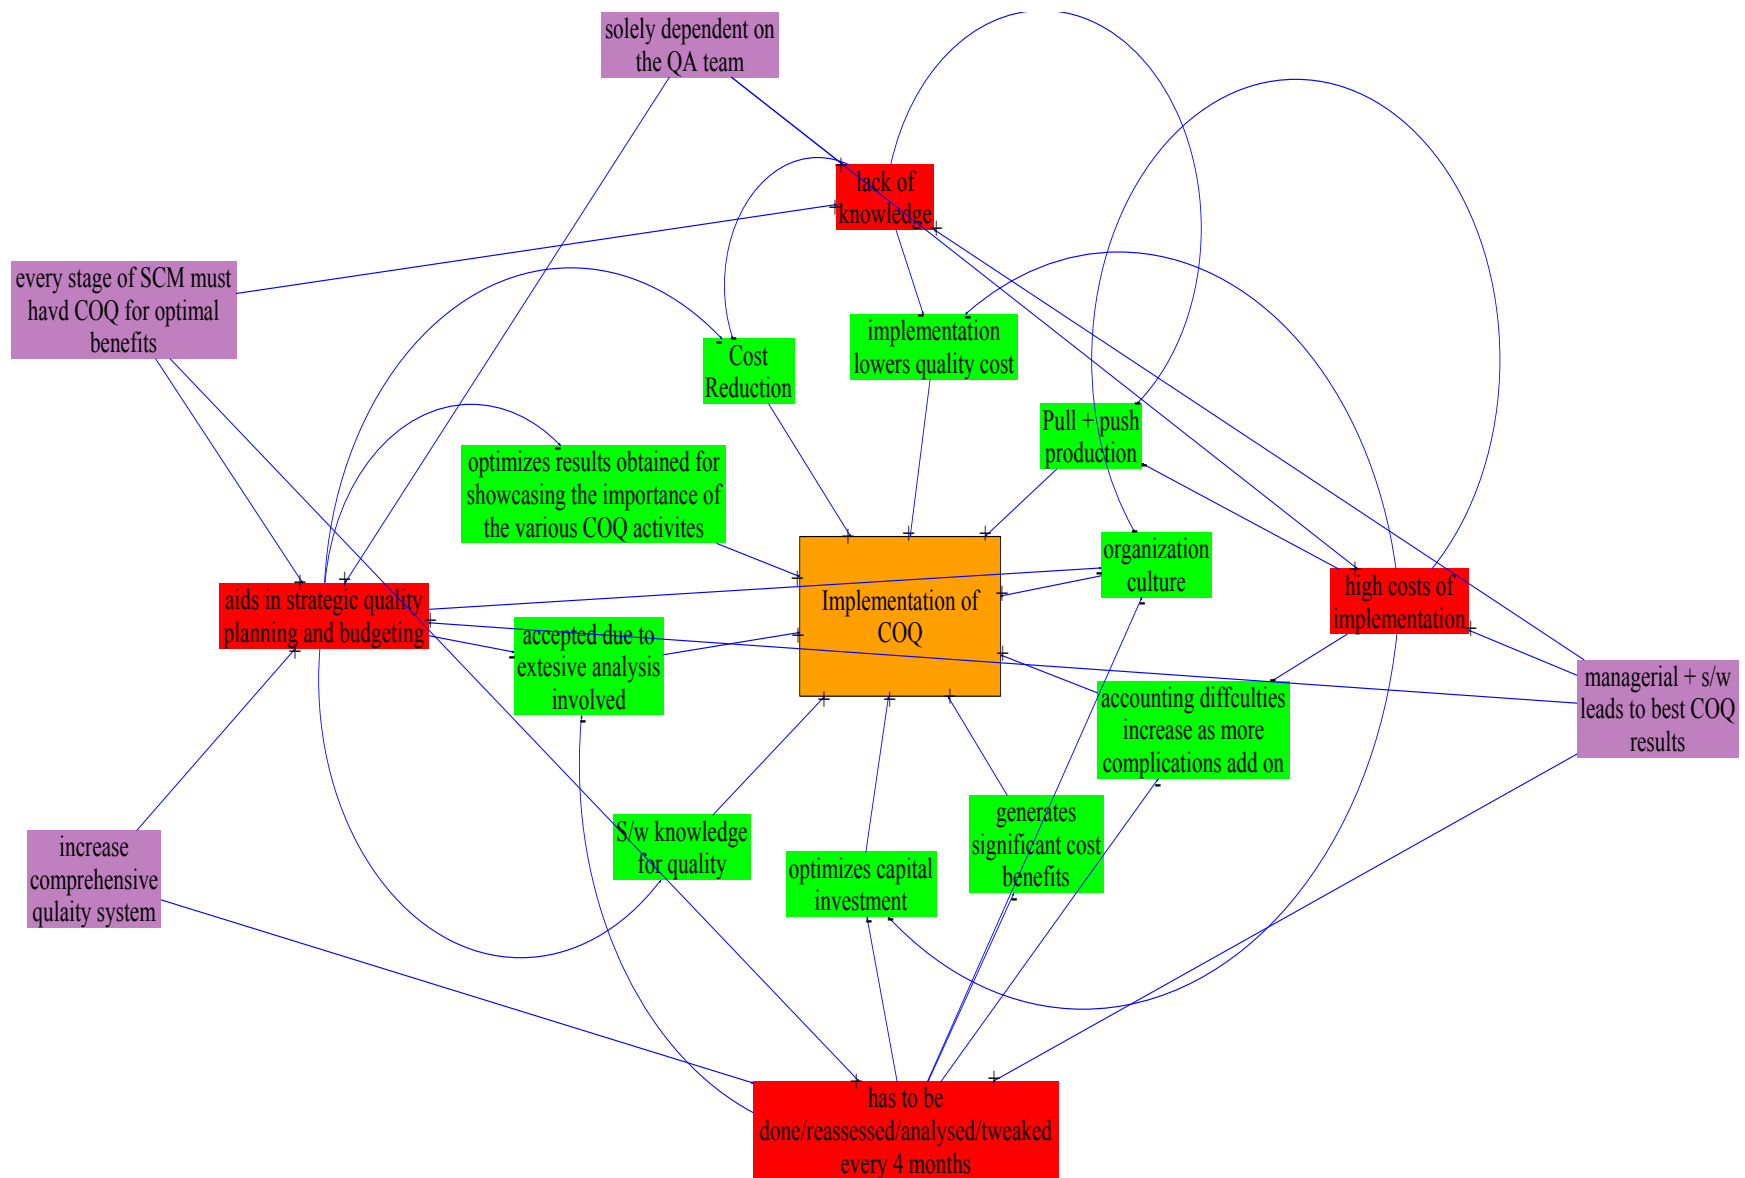 solely dependent on
the QA team
lack of
knowledge
every stage of SCM must
havd COQ for optimal
benefits
implementation
lowers quality cost
Cost
Reduction
Pull + push
production
optimizes results obtained for
showcasing the importance of
the various COQ activites
organization
culture
aids in strategic quality
planning and budgeting
Implementation of
COQ
high costs of
implementation
accepted due to
extesive analysis
involved
managerial + s/w
leads to best COQ
results
accounting diffculties
increase as more
complications add on
increase
comprehensive
qulaity system
S/w knowledge
for quality
optimizes capital
investment
generates
significant cost
benefits
has to be
done/reassessed/analysed/tweaked
every 4 months